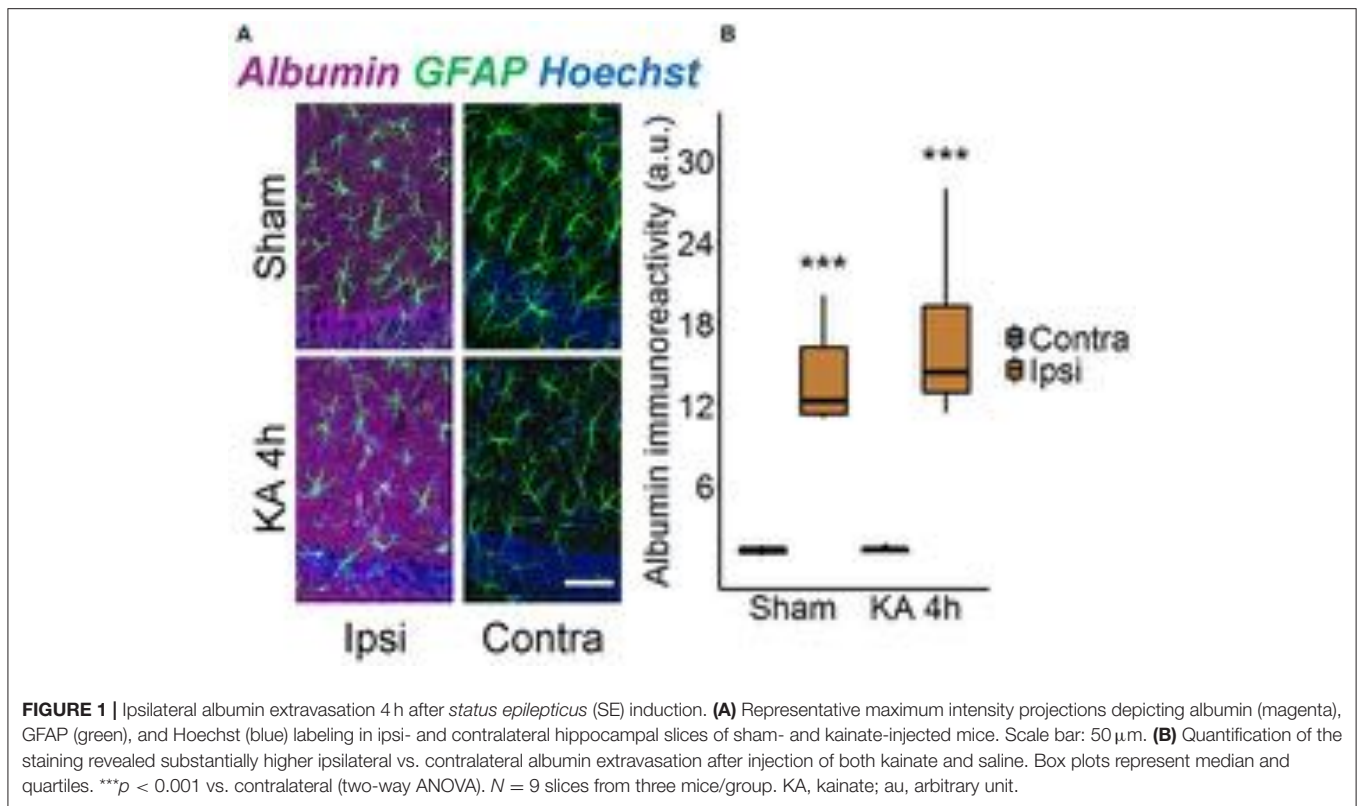 A
B
Albumin GFAP Hoechst
Sham
KA 4h
Ipsi
Contra
Albumin immunoreactivity (a.u.)
30
24
18
12
6
***
***
Sham
KA 4h
Contra
Ipsi
FIGURE 1 | Ipsilateral albumin extravasation 4 h after status epilepticus (SE) induction. (A) Representative maximum intensity projections depicting albumin (magenta),
GFAP (green), and Hoechst (blue) labeling in ipsi- and contralateral hippocampal slices of sham- and kainate-injected mice. Scale bar: 50 μm. (B) Quantification of the
staining revealed substantially higher ipsilateral vs. contralateral albumin extravasation after injection of both kainate and saline. Box plots represent median and
quartiles. ***p < 0.001 vs. contralateral (two-way ANOVA). N = 9 slices from three mice/group. KA, kainate; au, arbitrary unit.